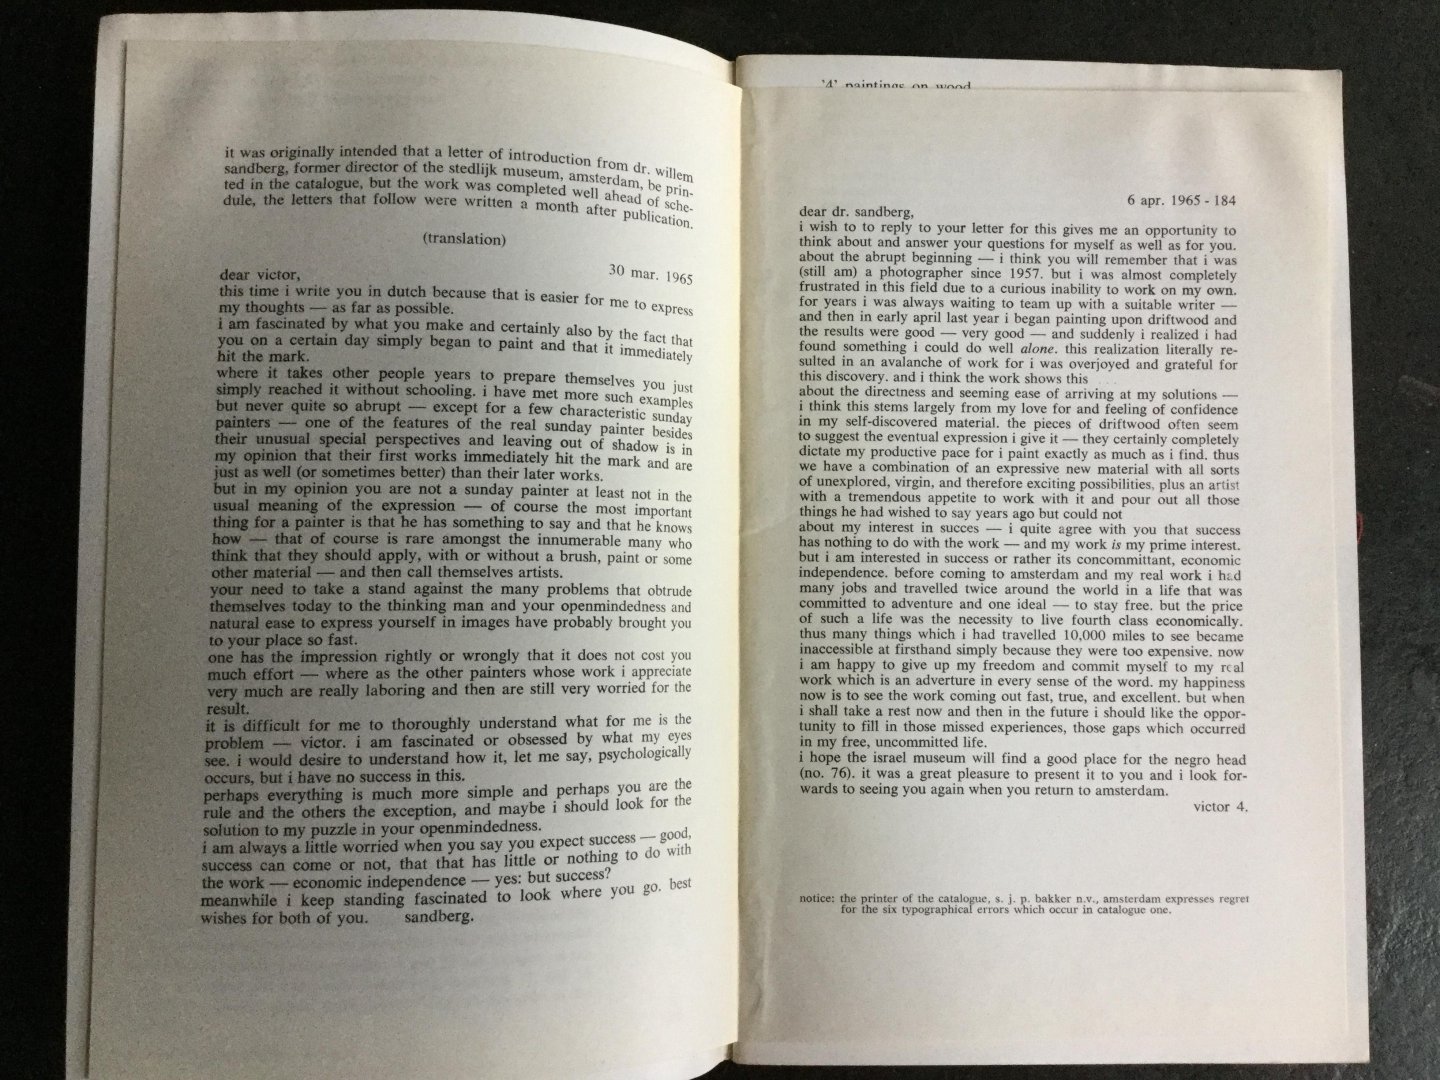 it was originally intended that a letter of introduction from dr. willem
sandberg, former director of the stedlijk museum, amsterdam, be prin-
ted in the catalogue, but the work was completed well ahead of sche-
dule, the letters that follow were written a month after publication.
(translation)
30 mar. 1965
dear victor,
this time i write you in dutch because that is easier for me to express
my thoughts — as far as possible.
i am fascinated by what you make and certainly also by the fact that
you on a certain day simply began to paint and that it immediately
hit the mark.
where it takes other people years to prepare themselves you just
simply reached it without schooling. i have met more such examples
but never quite so abrupt — except for a few characteristic sunday
painters — one of the features of the real sunday painter besides
their unusual special perspectives and leaving out of shadow is in
my opinion that their first works immediately hit the mark and are
just as well (or sometimes better) than their later works.
but in my opinion you are not a sunday painter at least not in the
usual meaning of the expression — of course the most important
thing for a painter is that he has something to say and that he knows
how — that of course is rare amongst the innumerable many who
think that they should apply, with or without a brush, paint or some
other material — and then call themselves artists.
your need to take a stand against the many problems that obtrude
themselves today to the thinking man and your openmindedness and
natural ease to express yourself in images have probably brought you
to your place so fast.
one has the impression rightly or wrongly that it does not cost you
much effort — where as the other painters whose work i appreciate
very much are really laboring and then are still very worried for the
result.
it is difficult for me to thoroughly understand what for me is the
problem — victor. i am fascinated or obsessed by what my eyes
see. i would desire to understand how it, let me say, psychologically
occurs, but i have no success in this.
perhaps everything is much more simple and perhaps you are the
rule and the others the exception, and maybe i should look for the
solution to my puzzle in your openmindedness.
i am always a little worried when you say you expect success — good,
success can come or not, that that has little or nothing to do with
the work — economic independence — yes: but success?
meanwhile i keep standing fascinated to look where you go. best
wishes for both of you. sandberg.
'4' paintings on wood
6 apr. 1965 - 184
dear dr. sandberg,
i wish to to reply to your letter for this gives me an opportunity to
think about and answer your questions for myself as well as for you.
about the abrupt beginning — i think you will remember that i was
(still am) a photographer since 1957. but i was almost completely
frustrated in this field due to a curious inability to work on my own.
for years i was always waiting to team up with a suitable writer —
and then in early april last year i began painting upon driftwood and
the results were good — very good — and suddenly i realized i had
found something i could do well alone. this realization literally re-
sulted in an avalanche of work for i was overjoyed and grateful for
this discovery. and i think the work shows this
about the directness and seeming ease of arriving at my solutions —
i think this stems largely from my love for and feeling of confidence
in my self-discovered material. the pieces of driftwood often seem
to suggest the eventual expression i give it — they certainly completely
dictate my productive pace for i paint exactly as much as i find. thus
we have a combination of an expressive new material with all sorts
of unexplored, virgin, and therefore exciting possibilities, plus an artist
with a tremendous appetite to work with it and pour out all those
things he had wished to say years ago but could not
about my interest in succes — i quite agree with you that success
has nothing to do with the work — and my work is my prime interest.
but i am interested in success or rather its concommittant, economic
independence. before coming to amsterdam and my real work i had
many jobs and travelled twice around the world in a life that was
committed to adventure and one ideal — to stay free. but the price
of such a life was the necessity to live fourth class economically.
thus many things which i had travelled 10,000 miles to see became
inaccessible at firsthand simply because they were too expensive. now
i am happy to give up my freedom and commit myself to my real
work which is an adverture in every sense of the word. my happiness
now is to see the work coming out fast, true, and excellent. but when
i shall take a rest now and then in the future i should like the oppor-
tunity to fill in those missed experiences, those gaps which occurred
in my free, uncommitted life.
i hope the israel museum will find a good place for the negro head
(no. 76). it was a great pleasure to present it to you and i look for-
wards to seeing you again when you return to amsterdam.
victor 4.
notice: the printer of the catalogue, s. j. p. bakker n.v., amsterdam expresses regret
for the six typographical errors which occur in catalogue one.